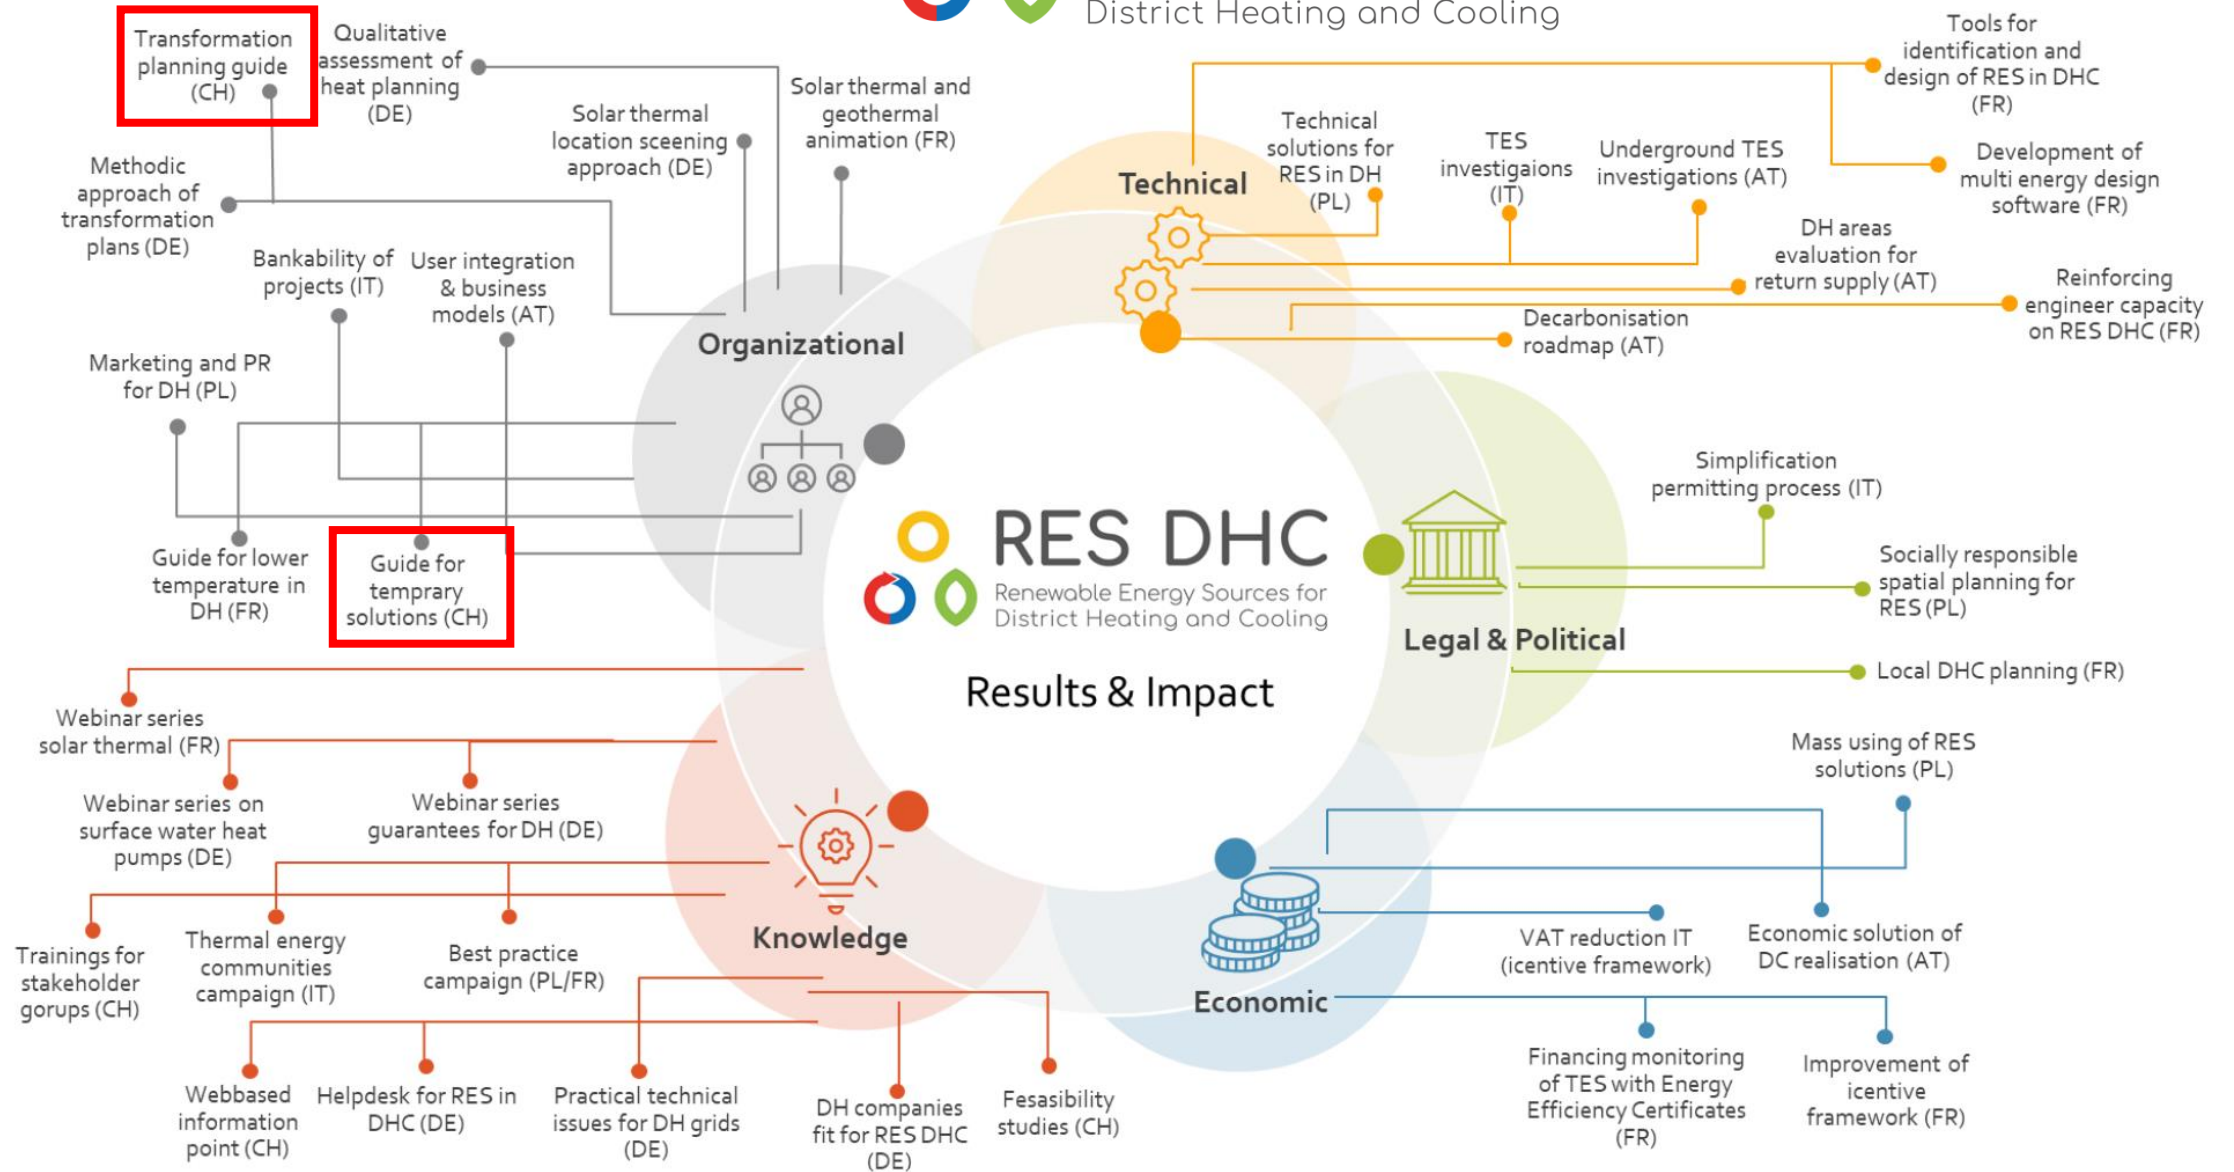 District Heating and Cooling
Transformation
planning guide
(CH)
Qualitative
assessment of
heat planning
(DE)
Solar thermal
location sceening
approach (DE)
Solar thermal and
geothermal
animation (FR)
Methodic
approach of
transformation
plans (DE)
Bankability of
projects (IT)
User integration
& business
models (AT)
Marketing and PR
for DH (PL)
Organizational
Guide for lower
temperature in
DH (FR)
Guide for
temprary
solutions (CH)
Technical
Technical
solutions for
RES in DH
(PL)
TES
investigaions
(IT)
Underground TES
investigations (AT)
Tools for
identification and
design of RES in DHC
(FR)
Development of
multi energy design
software (FR)
DH areas
evaluation for
return supply (AT)
Reinforcing
engineer capacity
on RES DHC (FR)
Decarbonisation
roadmap (AT)
RES DHC
Renewable Energy Sources for
District Heating and Cooling
Results & Impact
Simplification
permitting process (IT)
Socially responsible
spatial planning for
RES (PL)
Legal & Political
Local DHC planning (FR)
Webinar series
solar thermal (FR)
Webinar series on
surface water heat
pumps (DE)
Webinar series
guarantees for DH (DE)
Trainings for
stakeholder
gorups (CH)
Thermal energy
communities
campaign (IT)
Best practice
campaign (PL/FR)
Knowledge
Webbased
information
point (CH)
Helpdesk for RES in
DHC (DE)
Practical technical
issues for DH grids
(DE)
DH companies
fit for RES DHC
(DE)
Fesasibility
studies (CH)
Mass using of RES
solutions (PL)
VAT reduction IT
(icentive framework)
Economic solution of
DC realisation (AT)
Economic
Financing monitoring
of TES with Energy
Efficiency Certificates
(FR)
Improvement of
icentive
framework (FR)